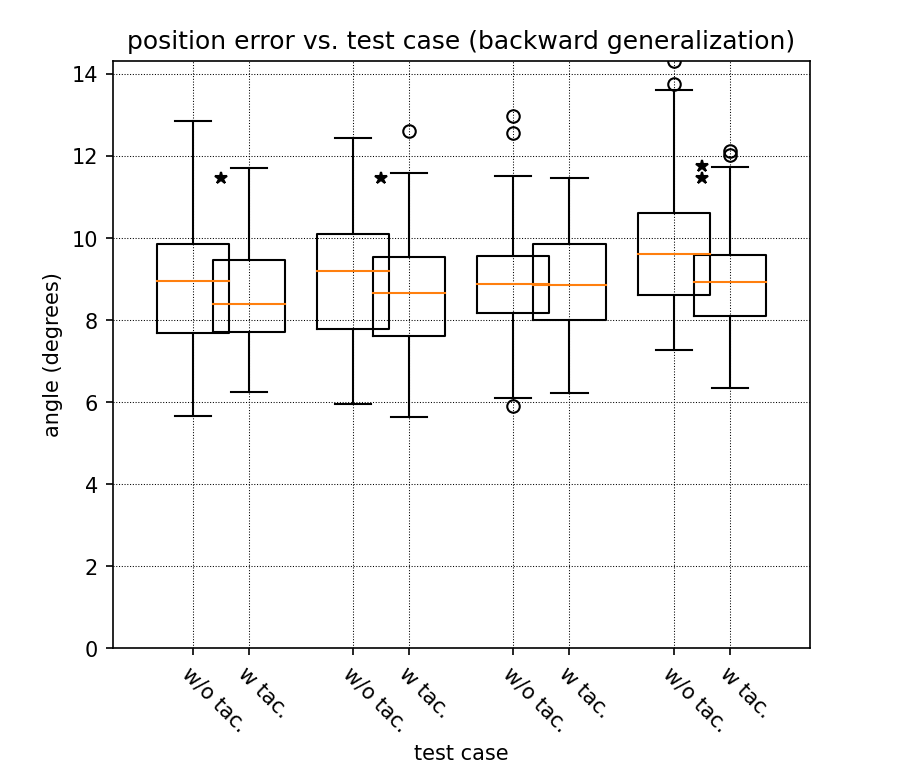 position error vs. test case (backward generalization)
14
12
10
8
6
4
2
0
angle (degrees)
w/o tac.
w tac.
w/o tac.
w tac.
w/o tac.
w tac.
w/o tac.
w tac.
test case